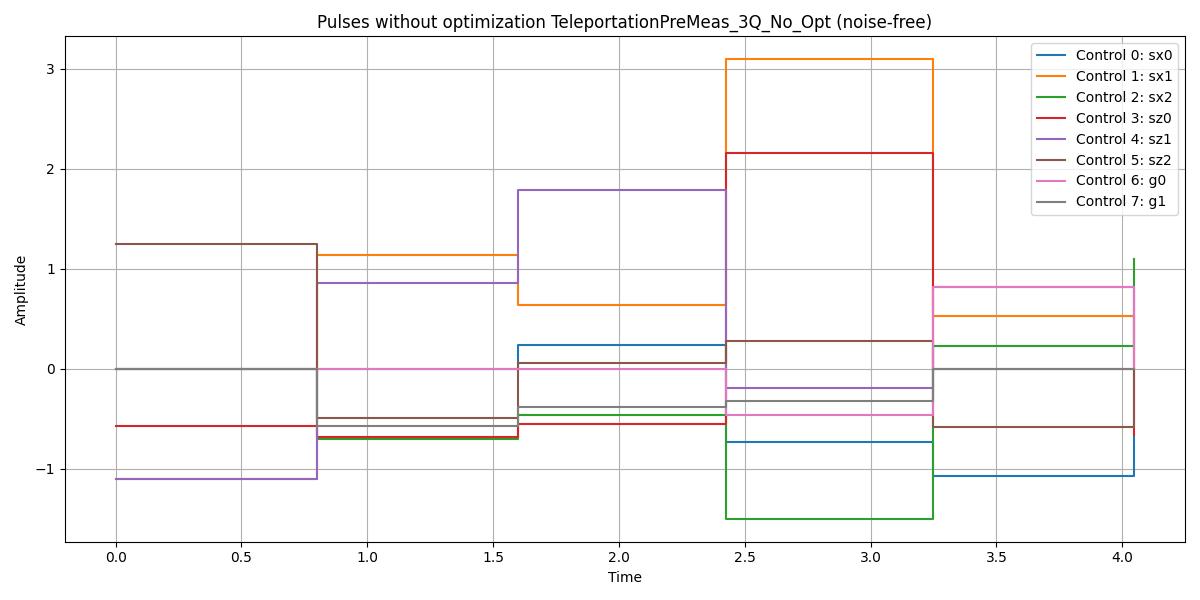 Pulses without optimization TeleportationPreMeas_3Q_No_Opt (noise-free)
Control 0: sx0
Control 1: sx1
Control 2: sx2
Control 3: sz0
Control 4: sz1
Control 5: sz2
Control 6: g0
Control 7: g1
Amplitude
3
2
1
0
−1
0.0 0.5 1.0 1.5 2.0 2.5 3.0 3.5 4.0
Time